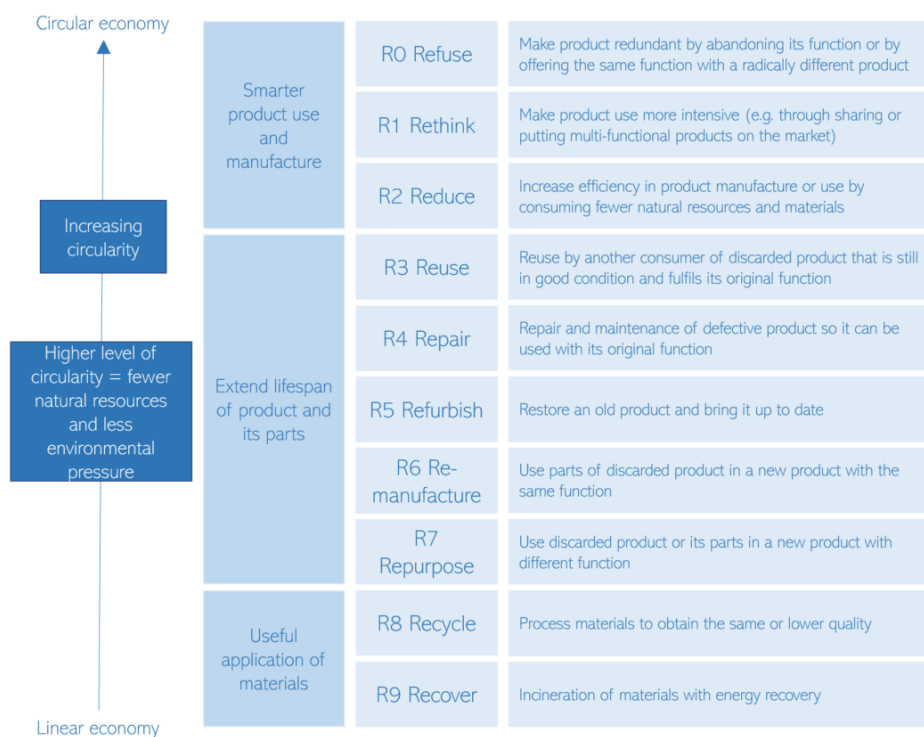 Circular economy
Increasing
circularity
Higher level of
circularity = fewer
natural resources
and less
environmental
pressure
Linear economy
Smarter
product use
and
manufacture
R0 Refuse
Make product redundant by abandoning its function or by
offering the same function with a radically different product
R1 Rethink
Make product use more intensive (e.g. through sharing or
putting multi-functional products on the market)
R2 Reduce
Increase efficiency in product manufacture or use by
consuming fewer natural resources and materials
Extend lifespan
of product and
its parts
R3 Reuse
Reuse by another consumer of discarded product that is still
in good condition and fulfils its original function
R4 Repair
Repair and maintenance of defective product so it can be
used with its original function
R5 Refurbish
Restore an old product and bring it up to date
R6 Re-
manufacture
Use parts of discarded product in a new product with the
same function
R7
Repurpose
Use discarded product or its parts in a new product with
different function
Useful
application of
materials
R8 Recycle
Process materials to obtain the same or lower quality
R9 Recover
Incineration of materials with energy recovery